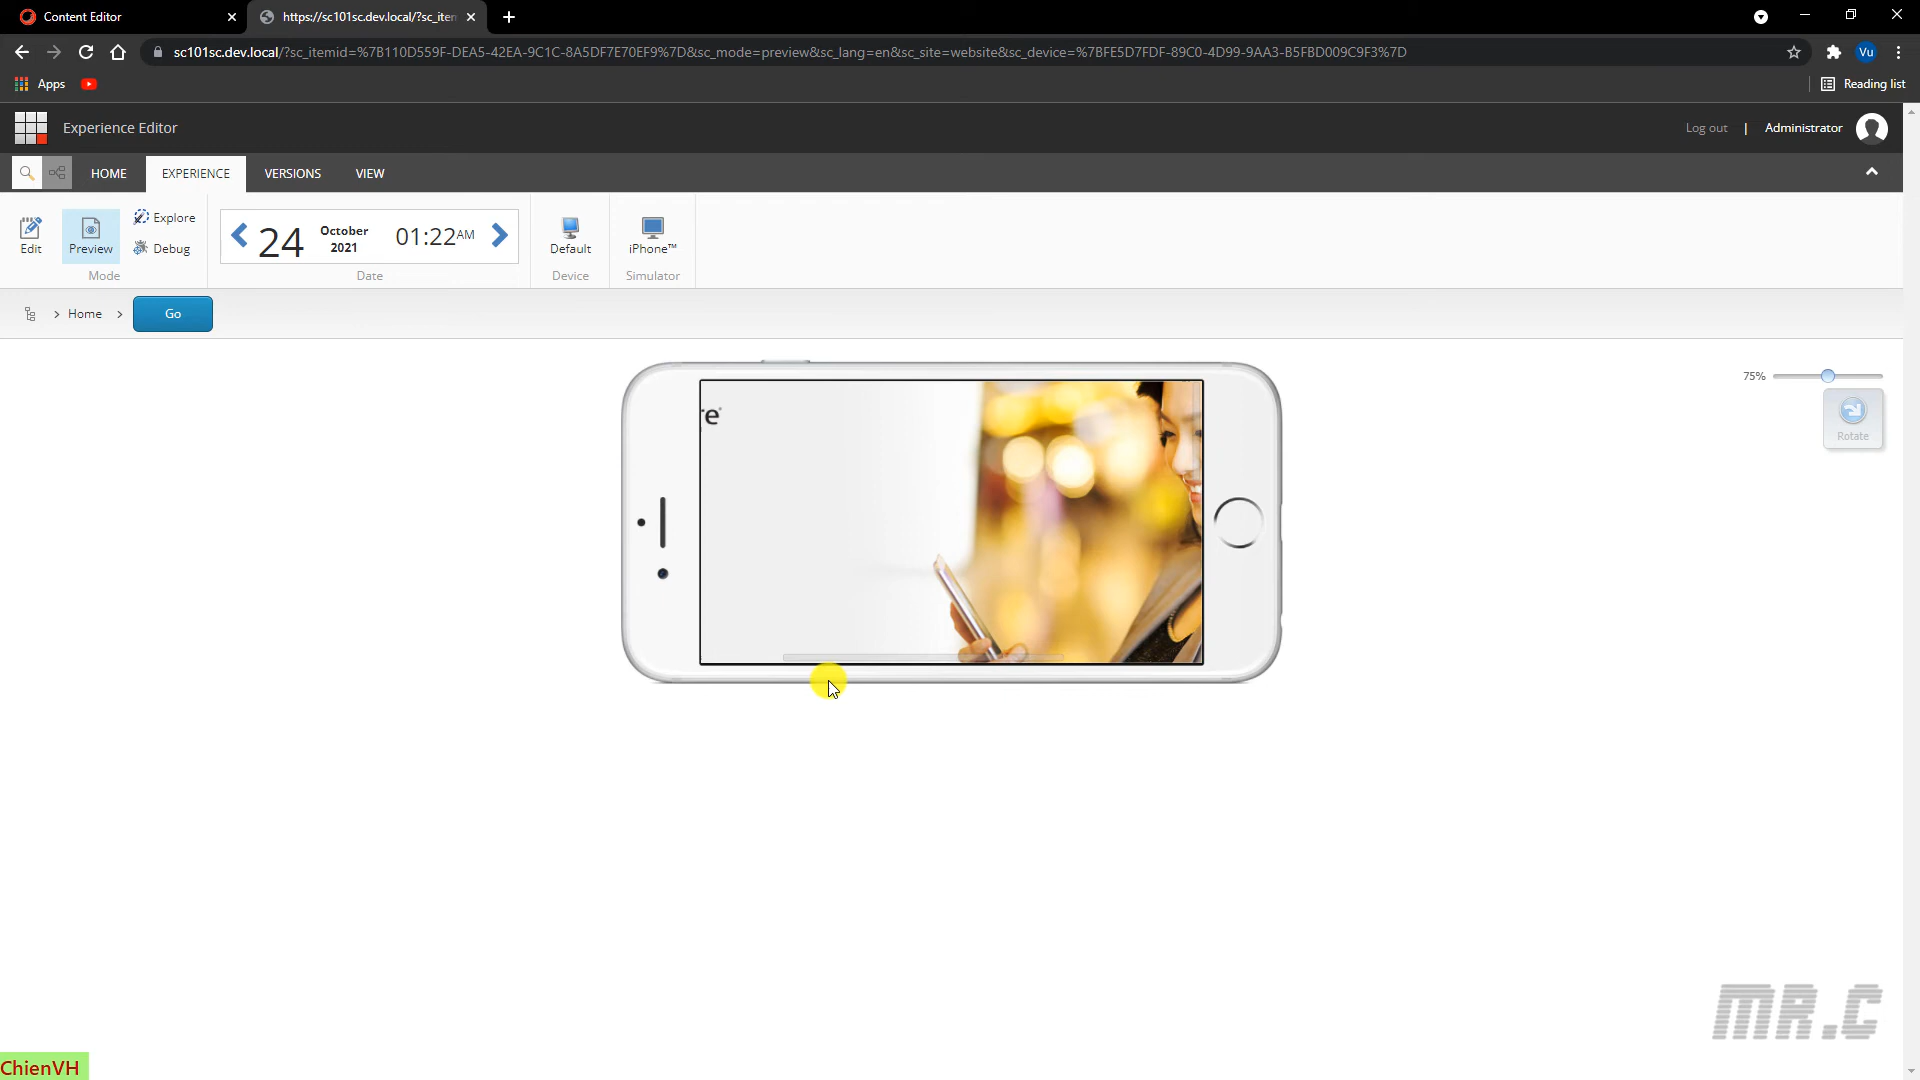 Content Editor
https://sc101sc.dev.local/?sc_item
sc101sc.dev.local/?sc_itemid=%7B110D559F-DEA5-42EA-9C1C-8A5DF7E70EF9%7D&sc_mode=preview&sc_lang=en&sc_site=website&sc_device=%7BFE5D7FDF-89C0-4D99-9AA3-B5FBD009C9F3%7D
Vu
Apps
Reading list
Experience Editor
Log out | Administrator
HOME EXPERIENCE VERSIONS VIEW
Edit
Preview
Explore
Debug
Mode
24
October
2021
01:22AM
Date
Default
Device
iPhone™
Simulator
Home
Go
75%
Rotate
re
MR.C
ChienVH